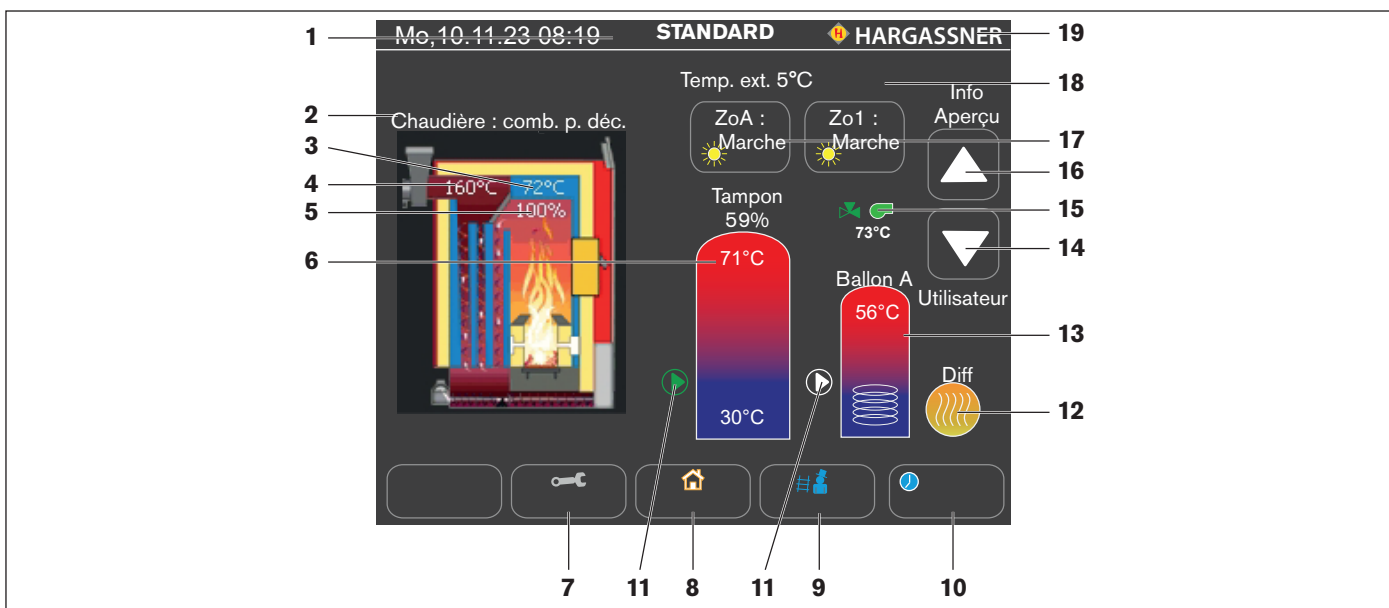 1 Mo,10.11.23 08:19 STANDARD HARGASSNER 19
Temp. ext. 5°C 18
Info
Aperçu
2 Chaudière : comb. p. déc.
ZoA :
Marche
Zo1 :
Marche 17
3
4 160°C 72°C
16
5 100%
Tampon
59%
15
73°C
6 71°C
14
Ballon A
Utilisateur
56°C
13
Diff
12
30°C
11
11
7
8
9
10